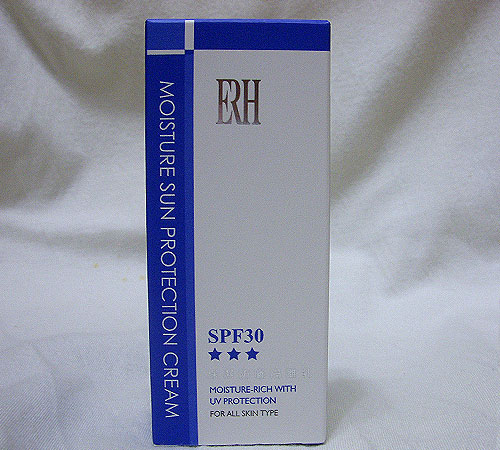 ERH
MOISTURE SUN PROTECTION CREAM
SPF30
MOISTURE-RICH WITH
UV PROTECTION
FOR ALL SKIN TYPE